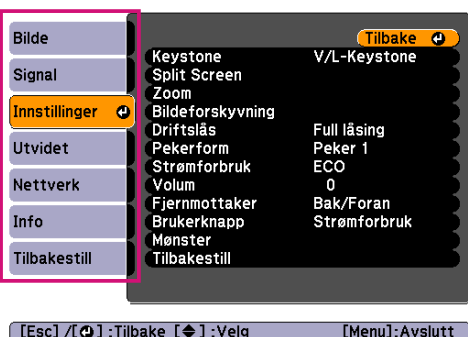 Bilde
Signal
Innstillinger
Utvidet
Nettverk
Info
Tilbakestill
Tilbake
Keystone V/L-Keystone
Split Screen
Zoom
Bildeforskyvning
Driftslås Full låsing
Pekerform Peker 1
Strømforbruk ECO
Volum 0
Fjernmottaker Bak/Foran
Brukerknapp Strømforbruk
Mønster
Tilbakestill
[Esc] /[⏎] :Tilbake [◆] :Velg [Menu]:Avslutt